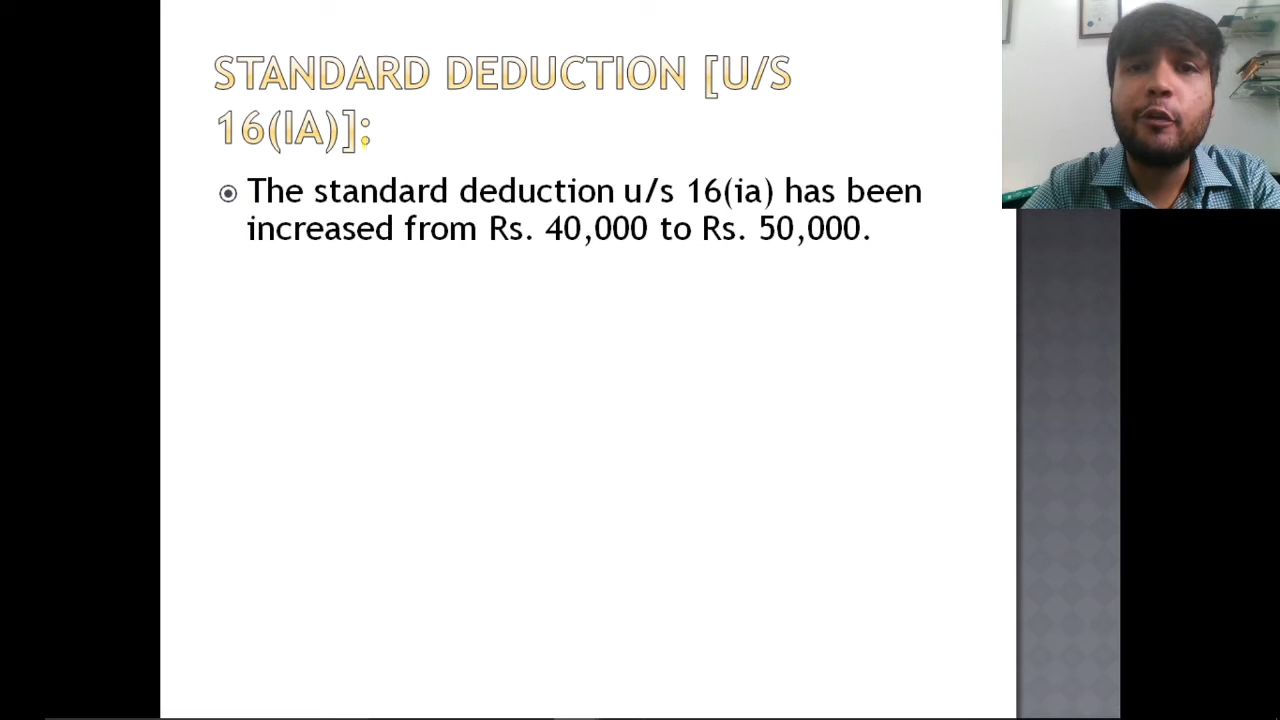 STANDARD DEDUCTION [U/S
16(IA)]:
The standard deduction u/s 16(ia) has been
increased from Rs. 40,000 to Rs. 50,000.